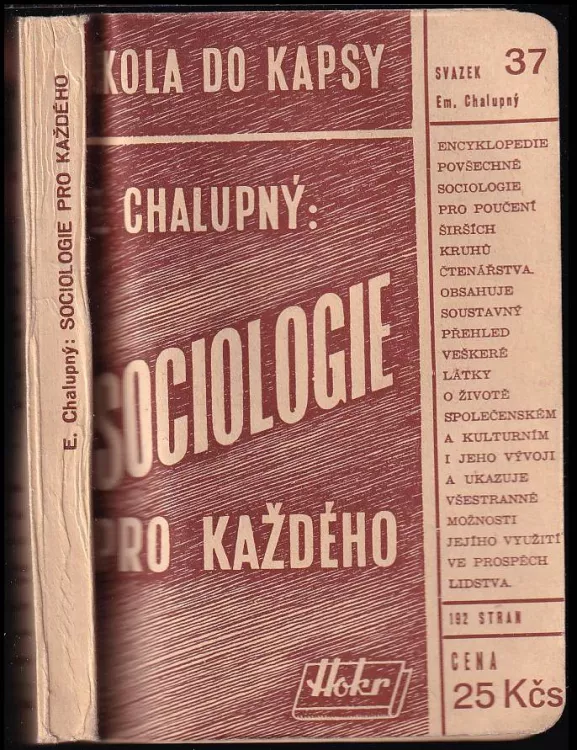 E. Chalupný: SOCIOLOGIE PRO KAŽDÉHO
KOLA DO KAPSY
CHALUPNÝ:
SOCIOLOGIE
PRO KAŽDÉHO
Hokr
SVAZEK 37
Em. Chalupný
ENCYKLOPEDIE
POVŠECHNÉ
SOCIOLOGIE
PRO POUČENÍ
ŠIRŠÍCH
KRUHŮ
ČTENÁŘSTVA.
OBSAHUJE
SOUSTAVNÝ
PŘEHLED
VEŠKERÉ
LÁTKY
O ŽIVOTĚ
SPOLEČENSKÉM
A KULTURNÍM
I JEHO VÝVOJI
A UKAZUJE
VŠESTRANNÉ
MOŽNOSTI
JEJÍHO VYUŽITÍ
VE PROSPĚCH
LIDSTVA.
192 STRAN
CENA
25 Kčs